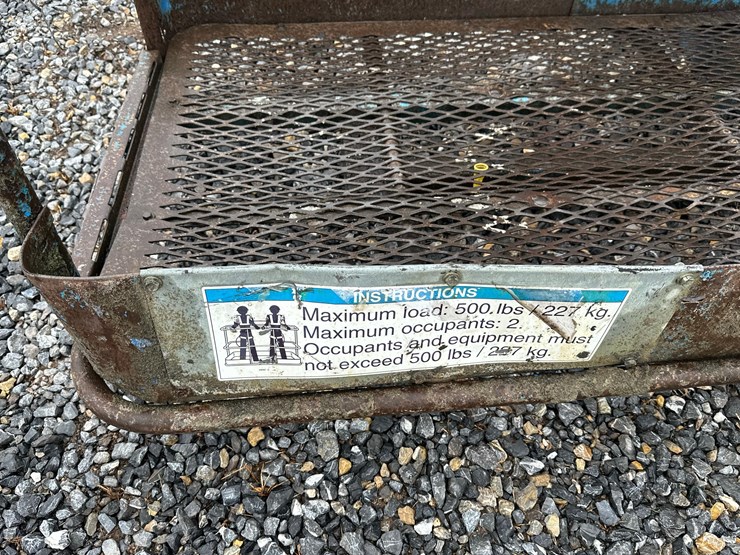 INSTRUCTIONS
Maximum load: 500 lbs / 227 kg.
Maximum occupants: 2.
Occupants and equipment must
not exceed 500 lbs / 227 kg.